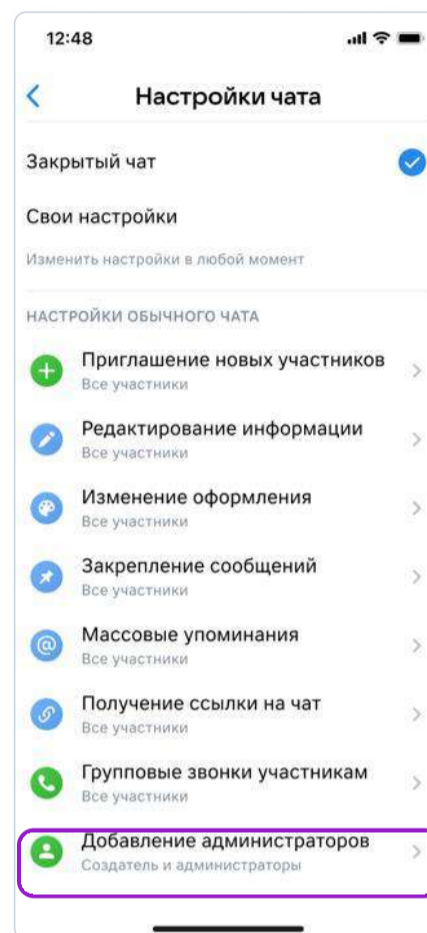 12:48
Настройки чата
Закрытый чат
Свои настройки
Изменить настройки в любой момент
НАСТРОЙКИ ОБЫЧНОГО ЧАТА
Приглашение новых участников
Все участники
Редактирование информации
Все участники
Изменение оформления
Все участники
Закрепление сообщений
Все участники
Массовые упоминания
Все участники
Получение ссылки на чат
Все участники
Групповые звонки участникам
Все участники
Добавление администраторов
Создатель и администраторы